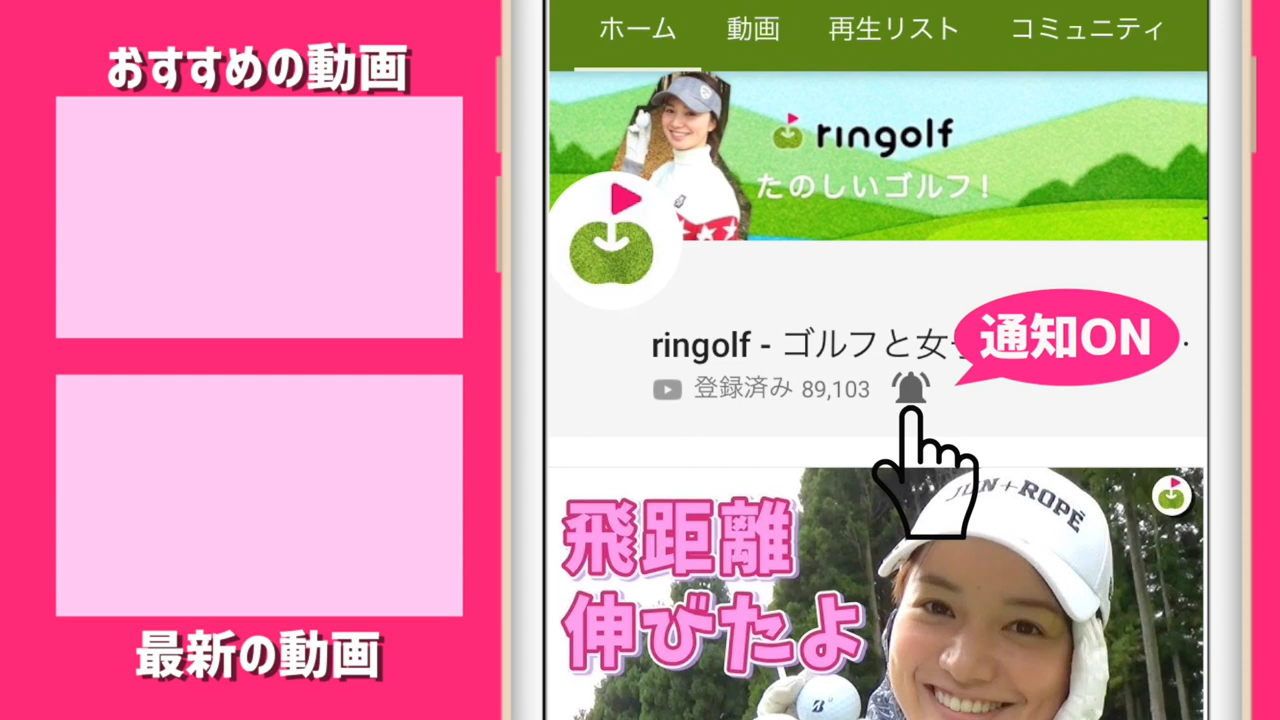 おすすめの動画
最新の動画
ホーム 動画 再生リスト コミュニティ
ringolf
たのしいゴルフ!
ringolf - ゴルフと女
通知ON
登録済み 89,103
飛距離
伸びたよ
ROPÉ
B